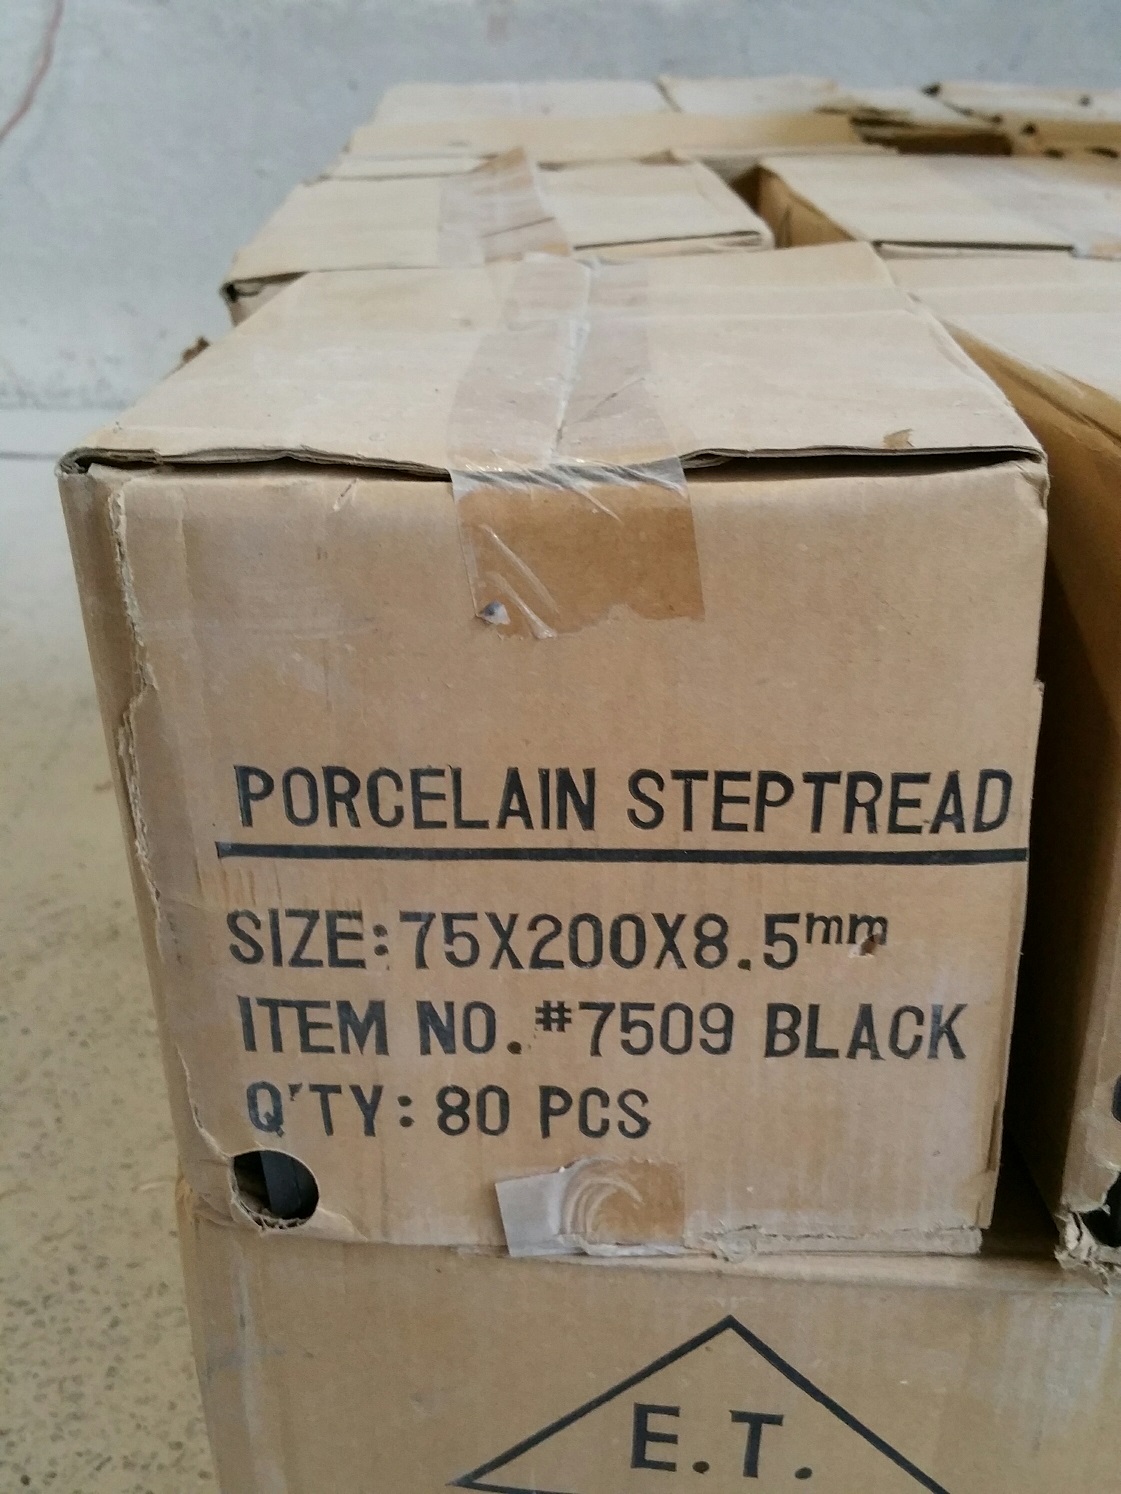 PORCELAIN STEPTREAD
SIZE:75X200X8.5mm
ITEM NO.#7509 BLACK
Q'TY:80 PCS
E.T.